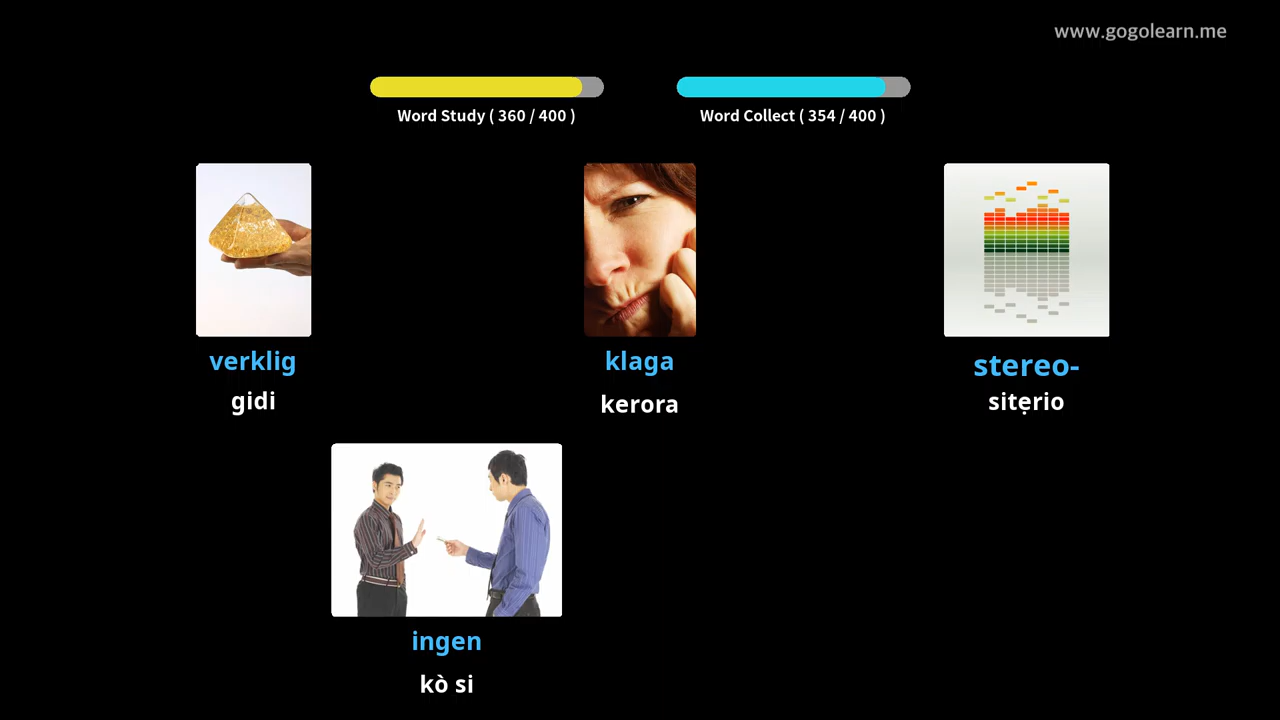 www.gogolearn.me
Word Study ( 360 / 400 )
Word Collect ( 354 / 400 )
verklig
gidi
klaga
kerora
stereo-
sitẹrio
ingen
kò si